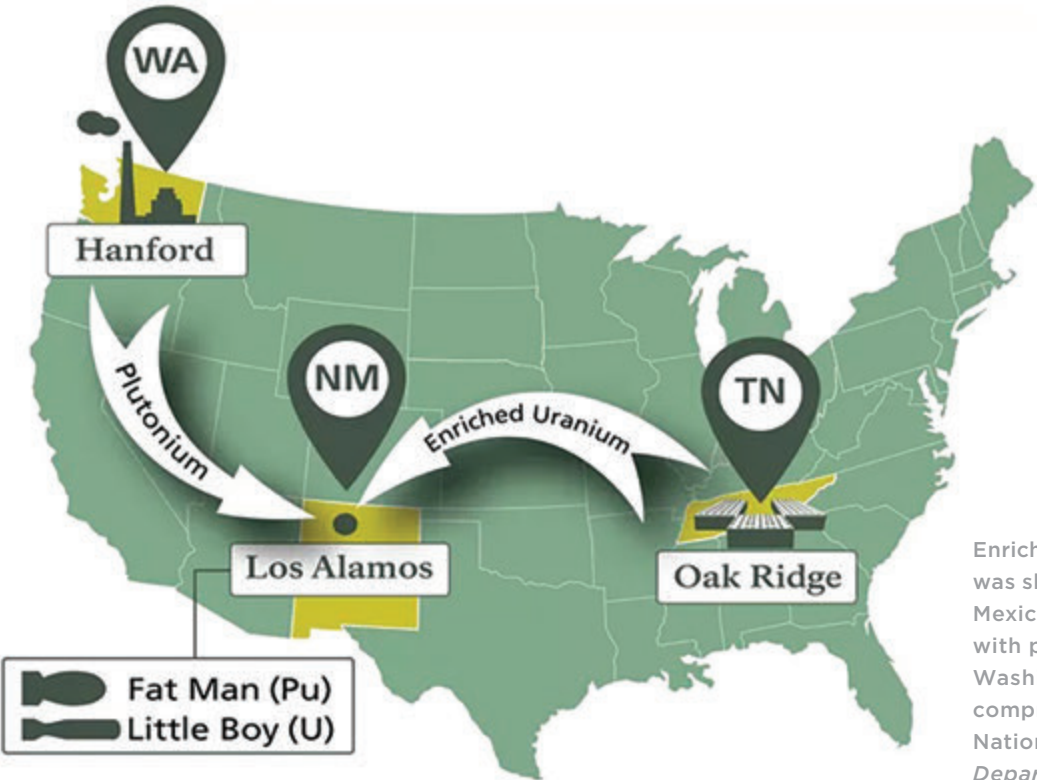 WA
Hanford
Plutonium
NM
Enriched Uranium
TN
Los Alamos
Oak Ridge
Fat Man (Pu)
Little Boy (U)
Enrich
was s
Mexic
with p
Wash
comp
Nation
Depar